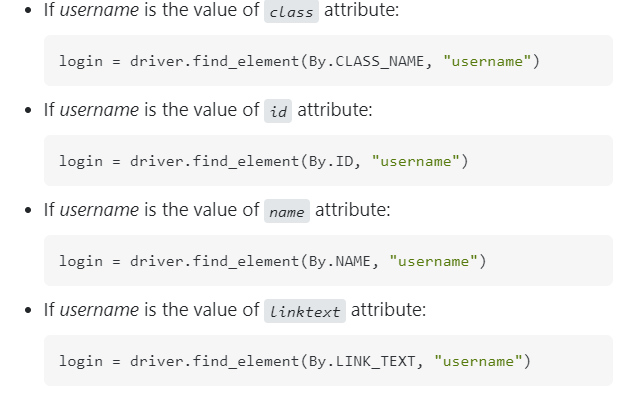 • If username is the value of class attribute:
login = driver.find_element(By.CLASS_NAME, "username")
• If username is the value of id attribute:
login = driver.find_element(By.ID, "username")
• If username is the value of name attribute:
login = driver.find_element(By.NAME, "username")
• If username is the value of linktext attribute:
login = driver.find_element(By.LINK_TEXT, "username")